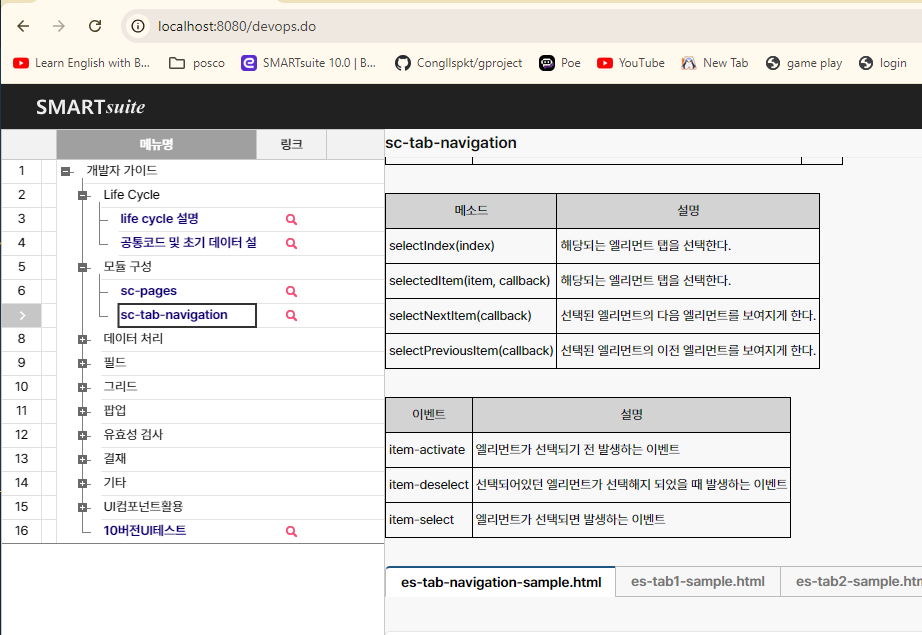 localhost:8080/devops.do
Learn English with B... posco SMARTsuite 10.0 | B... Congllspkt/gproject Poe YouTube New Tab game play login
SMARTsuite
메뉴명 링크
1 개발자 가이드
2 Life Cycle
3 life cycle 설명
4 공통코드 및 초기 데이터 설
5 모듈 구성
6 sc-pages
sc-tab-navigation
8 데이터 처리
9 필드
10 그리드
11 팝업
12 유효성 검사
13 결재
14 기타
15 UI컴포넌트활용
16 10버전UI테스트
sc-tab-navigation
메소드 설명
selectIndex(index) 해당되는 엘리먼트 탭을 선택한다.
selectedItem(item, callback) 해당되는 엘리먼트 탭을 선택한다.
selectNextItem(callback) 선택된 엘리먼트의 다음 엘리먼트를 보여지게 한다.
selectPreviousItem(callback) 선택된 엘리먼트의 이전 엘리먼트를 보여지게 한다.
이벤트 설명
item-activate 엘리먼트가 선택되기 전 발생하는 이벤트
item-deselect 선택되어있던 엘리먼트가 선택해지 되었을 때 발생하는 이벤트
item-select 엘리먼트가 선택되면 발생하는 이벤트
es-tab-navigation-sample.html es-tab1-sample.html es-tab2-sample.htm